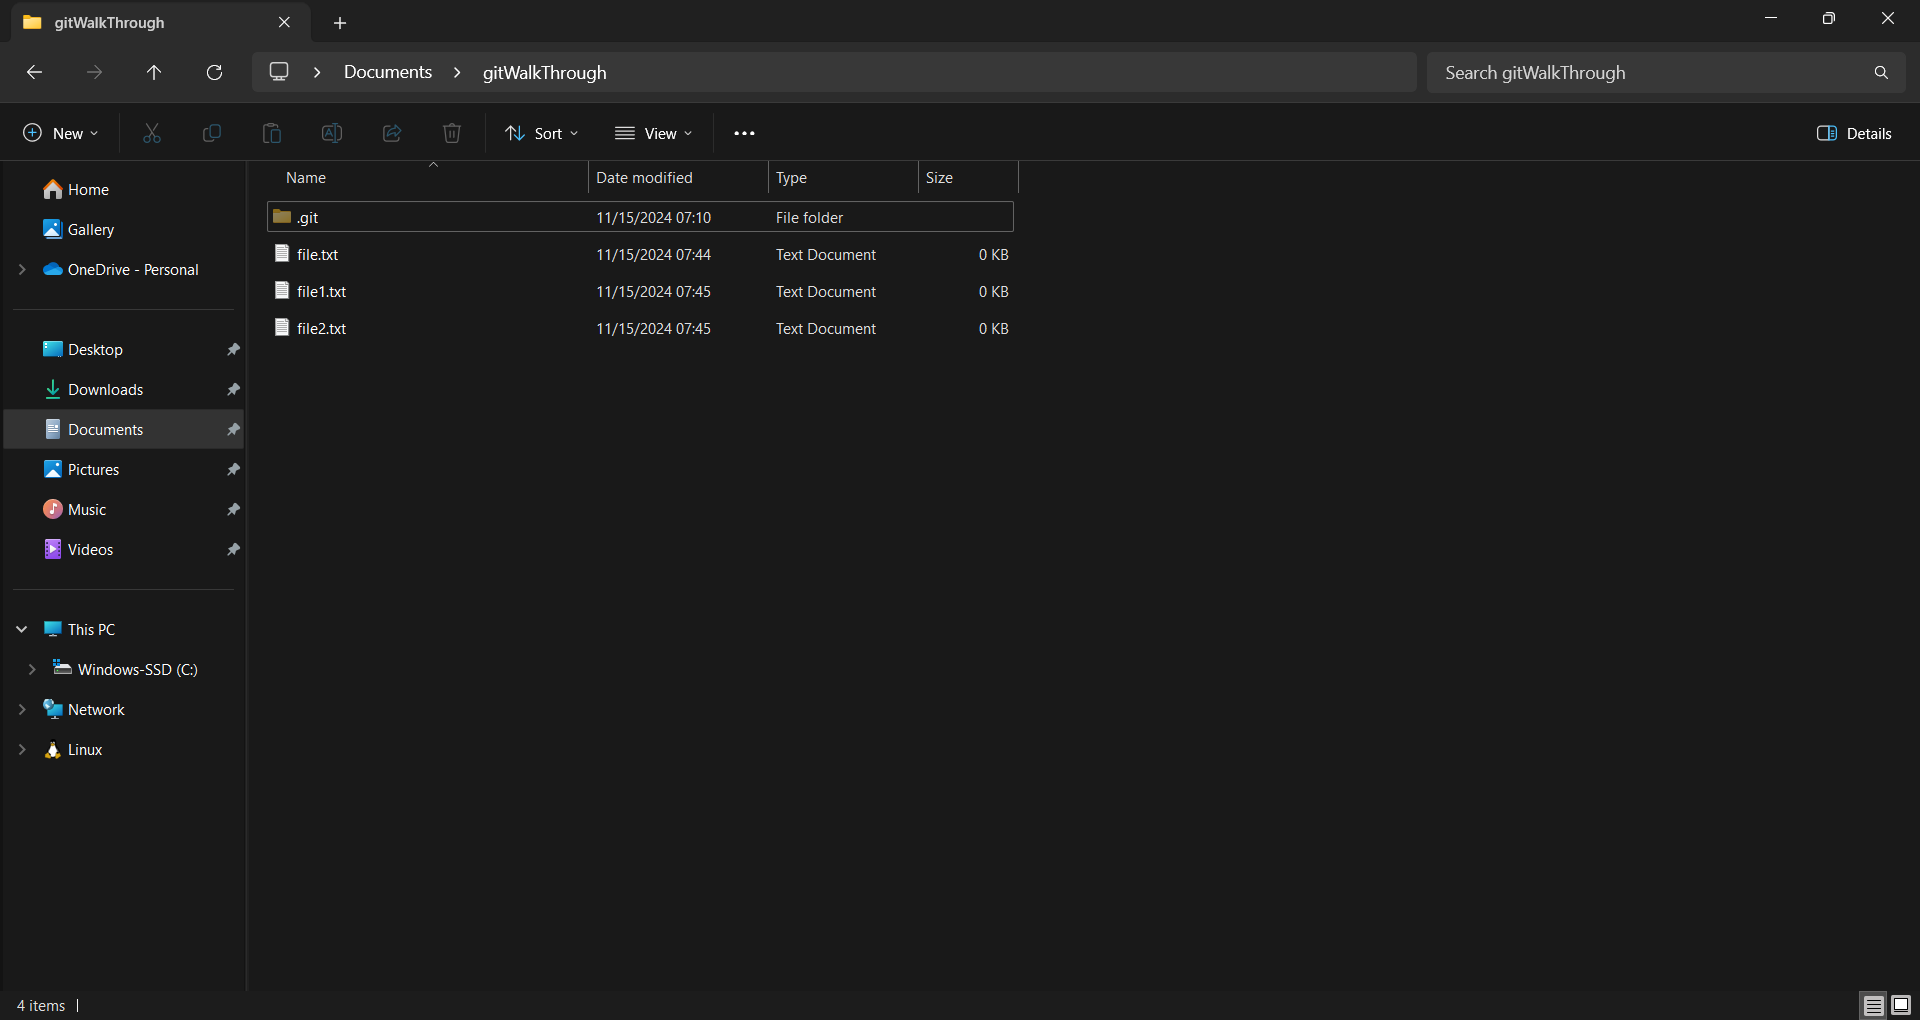 gitWalkThrough
Documents > gitWalkThrough
Search gitWalkThrough
New
Sort
View
Details
Name Date modified Type Size
.git 11/15/2024 07:10 File folder
file.txt 11/15/2024 07:44 Text Document 0 KB
file1.txt 11/15/2024 07:45 Text Document 0 KB
file2.txt 11/15/2024 07:45 Text Document 0 KB
Home
Gallery
OneDrive - Personal
Desktop
Downloads
Documents
Pictures
Music
Videos
This PC
Windows-SSD (C:)
Network
Linux
4 items